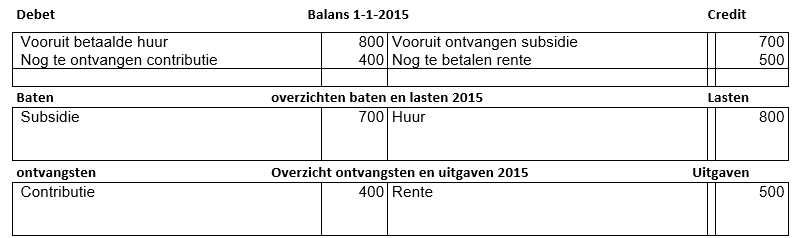 Debet Balans 1-1-2015 Credit
Vooruit betaalde huur 800 Vooruit ontvangen subsidie 700
Nog te ontvangen contributie 400 Nog te betalen rente 500
Baten overzichten baten en lasten 2015 Lasten
Subsidie 700 Huur 800
ontvangsten Overzicht ontvangsten en uitgaven 2015 Uitgaven
Contributie 400 Rente 500